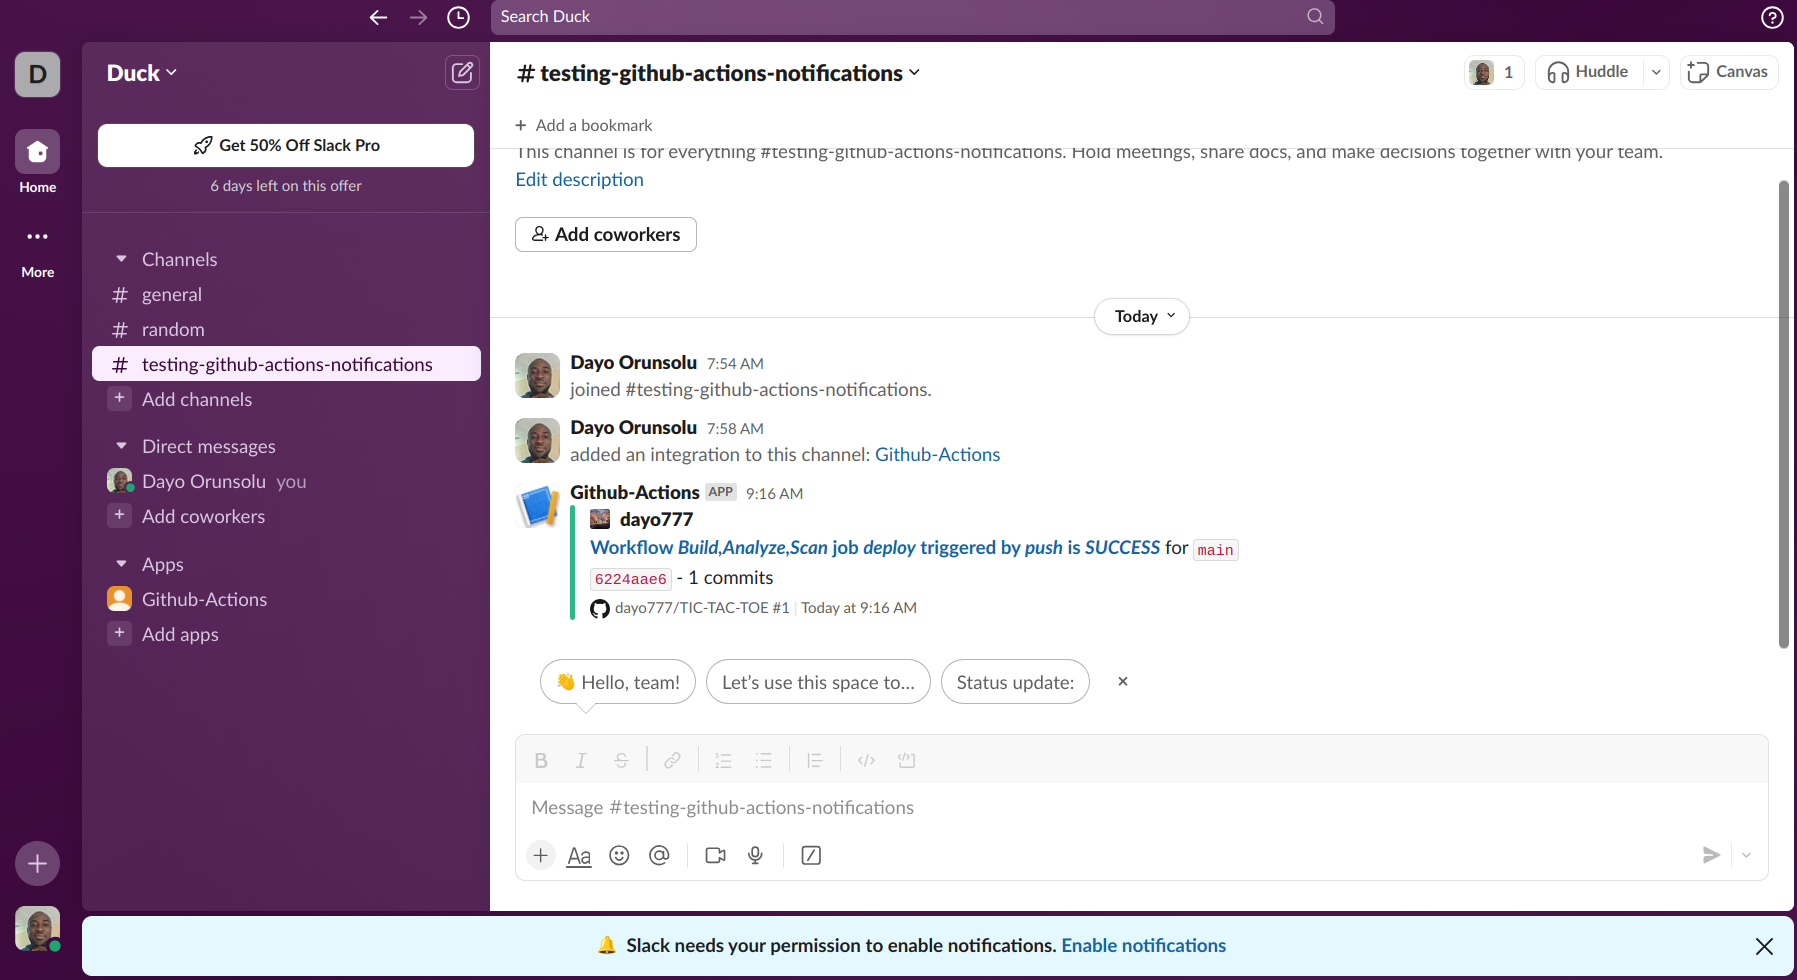 Search Duck
D
Duck
Get 50% Off Slack Pro
6 days left on this offer
Home
More
Channels
# general
# random
# testing-github-actions-notifications
+ Add channels
Direct messages
Dayo Orunsolu you
+ Add coworkers
Apps
Github-Actions
+ Add apps
# testing-github-actions-notifications
1
Huddle
Canvas
+ Add a bookmark
This channel is for everything #testing-github-actions-notifications. Hold meetings, share docs, and make decisions together with your team.
Edit description
Add coworkers
Today
Dayo Orunsolu 7:54 AM
joined #testing-github-actions-notifications.
Dayo Orunsolu 7:58 AM
added an integration to this channel: Github-Actions
Github-Actions APP 9:16 AM
dayo777
Workflow Build,Analyze,Scan job deploy triggered by push is SUCCESS for main
6224aae6 - 1 commits
dayo777/TIC-TAC-TOE #1 | Today at 9:16 AM
👋 Hello, team!
Let's use this space to...
Status update:
Message #testing-github-actions-notifications
Aa
🔔 Slack needs your permission to enable notifications. Enable notifications